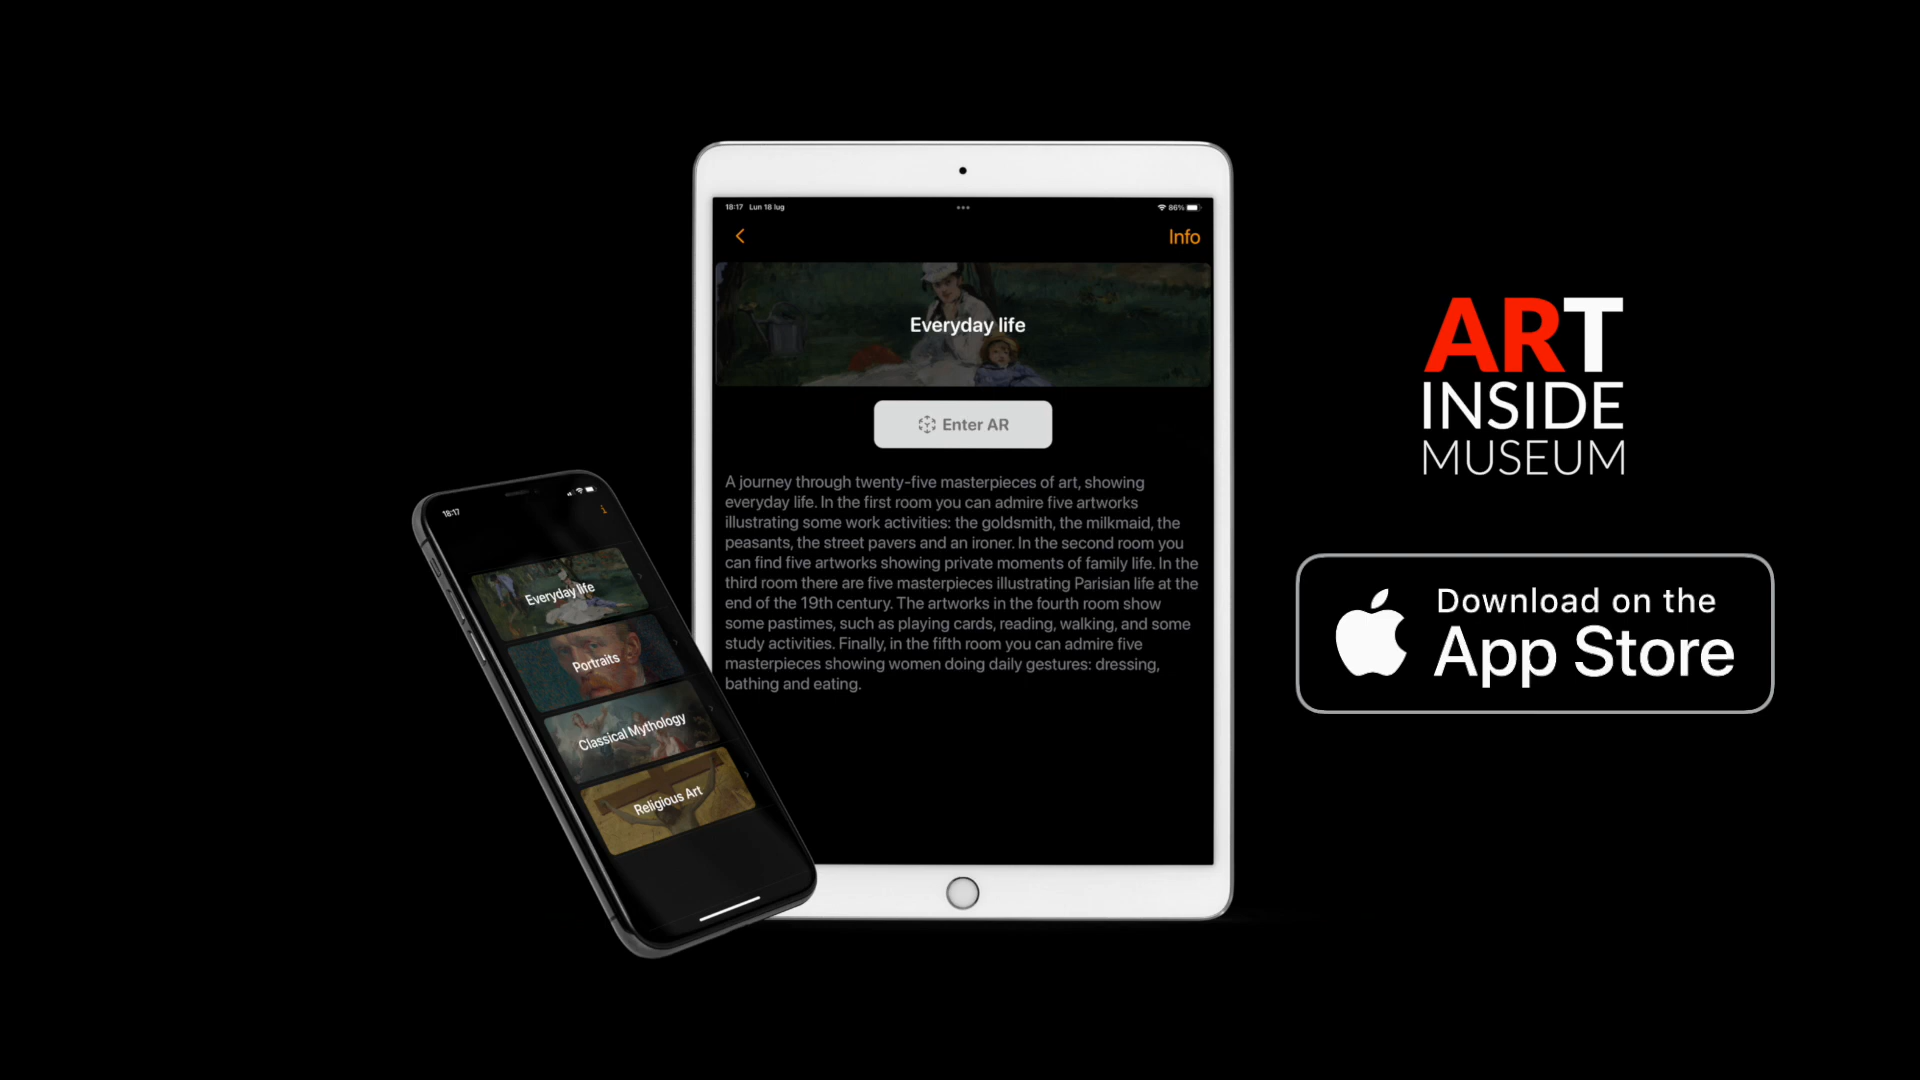 18:17 Lun 18 lug
86%
Info
Everyday life
Enter AR
A journey through twenty-five masterpieces of art, showing
everyday life. In the first room you can admire five artworks
illustrating some work activities: the goldsmith, the milkmaid, the
peasants, the street pavers and an ironer. In the second room you
can find five artworks showing private moments of family life. In the
third room there are five masterpieces illustrating Parisian life at the
end of the 19th century. The artworks in the fourth room show
some pastimes, such as playing cards, reading, walking, and some
study activities. Finally, in the fifth room you can admire five
masterpieces showing women doing daily gestures: dressing,
bathing and eating.
18:17
i
Everyday life
Portraits
Classical Mythology
Religious Art
ART
INSIDE
MUSEUM
Download on the
App Store